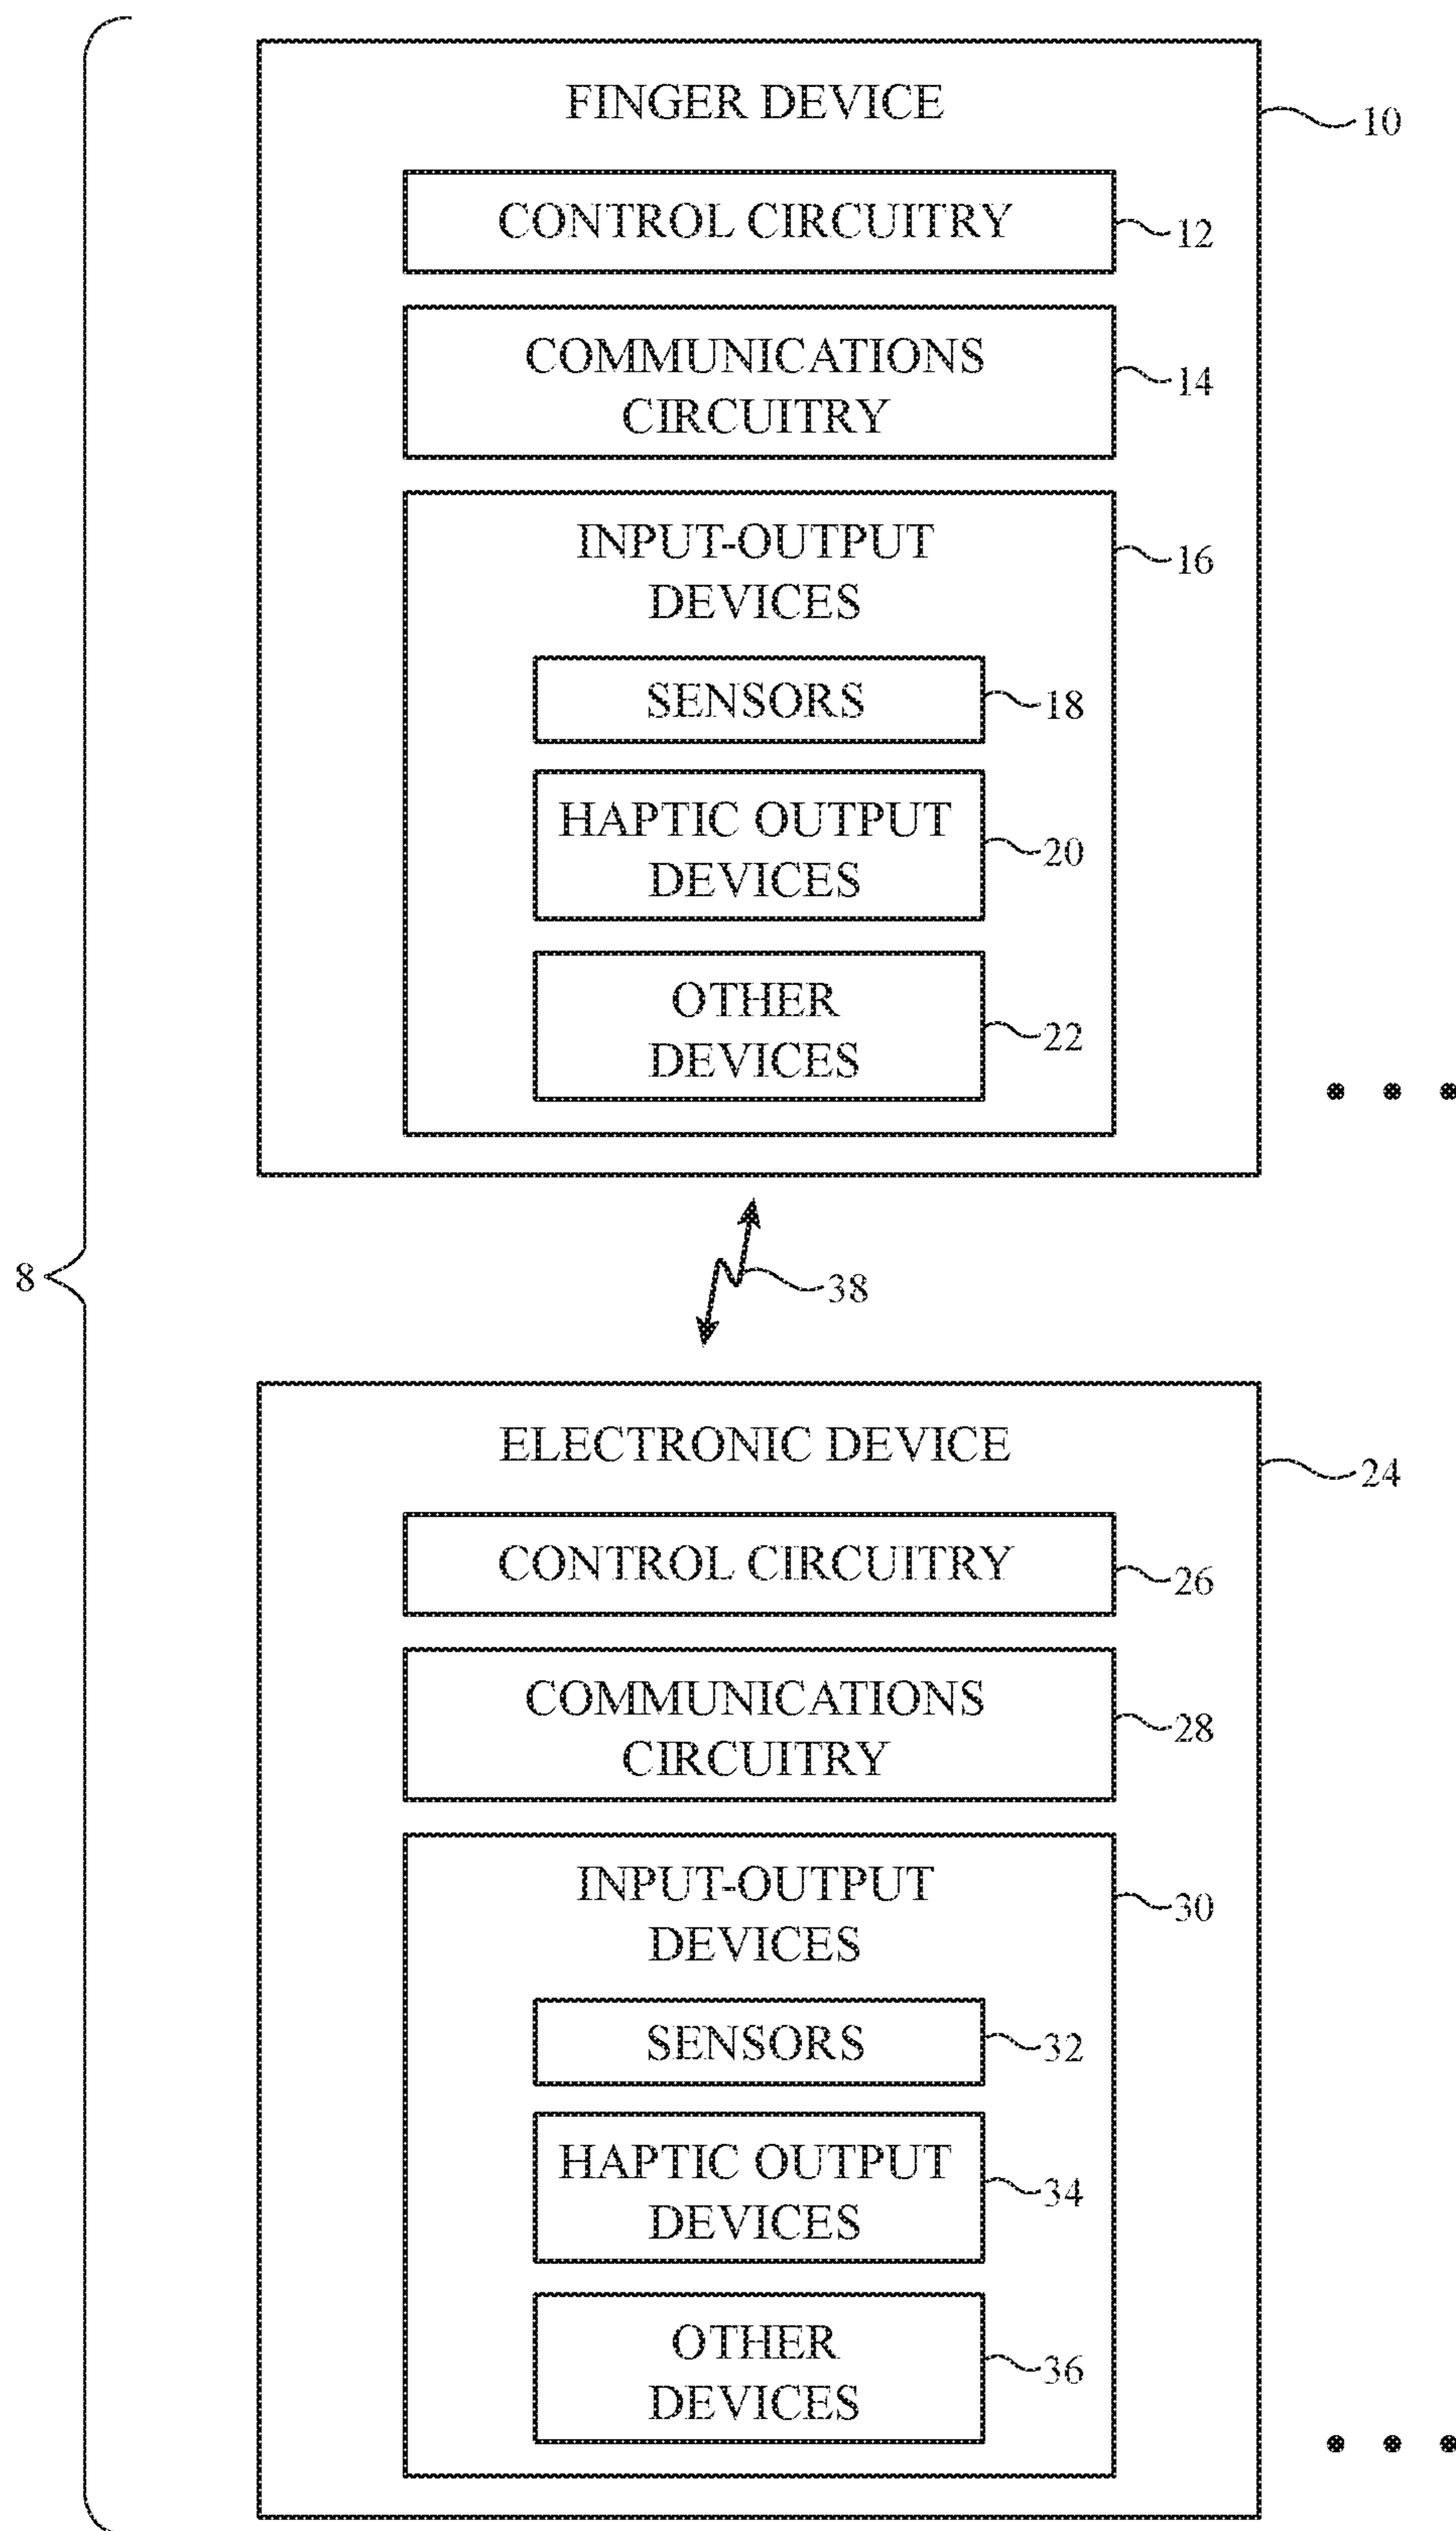 FINGER DEVICE
10
CONTROL CIRCUITRY
12
COMMUNICATIONS
CIRCUITRY
14
INPUT-OUTPUT
DEVICES
16
SENSORS
18
HAPTIC OUTPUT
DEVICES
20
OTHER
DEVICES
22
8
38
ELECTRONIC DEVICE
24
CONTROL CIRCUITRY
26
COMMUNICATIONS
CIRCUITRY
28
INPUT-OUTPUT
DEVICES
30
SENSORS
32
HAPTIC OUTPUT
DEVICES
34
OTHER
DEVICES
36